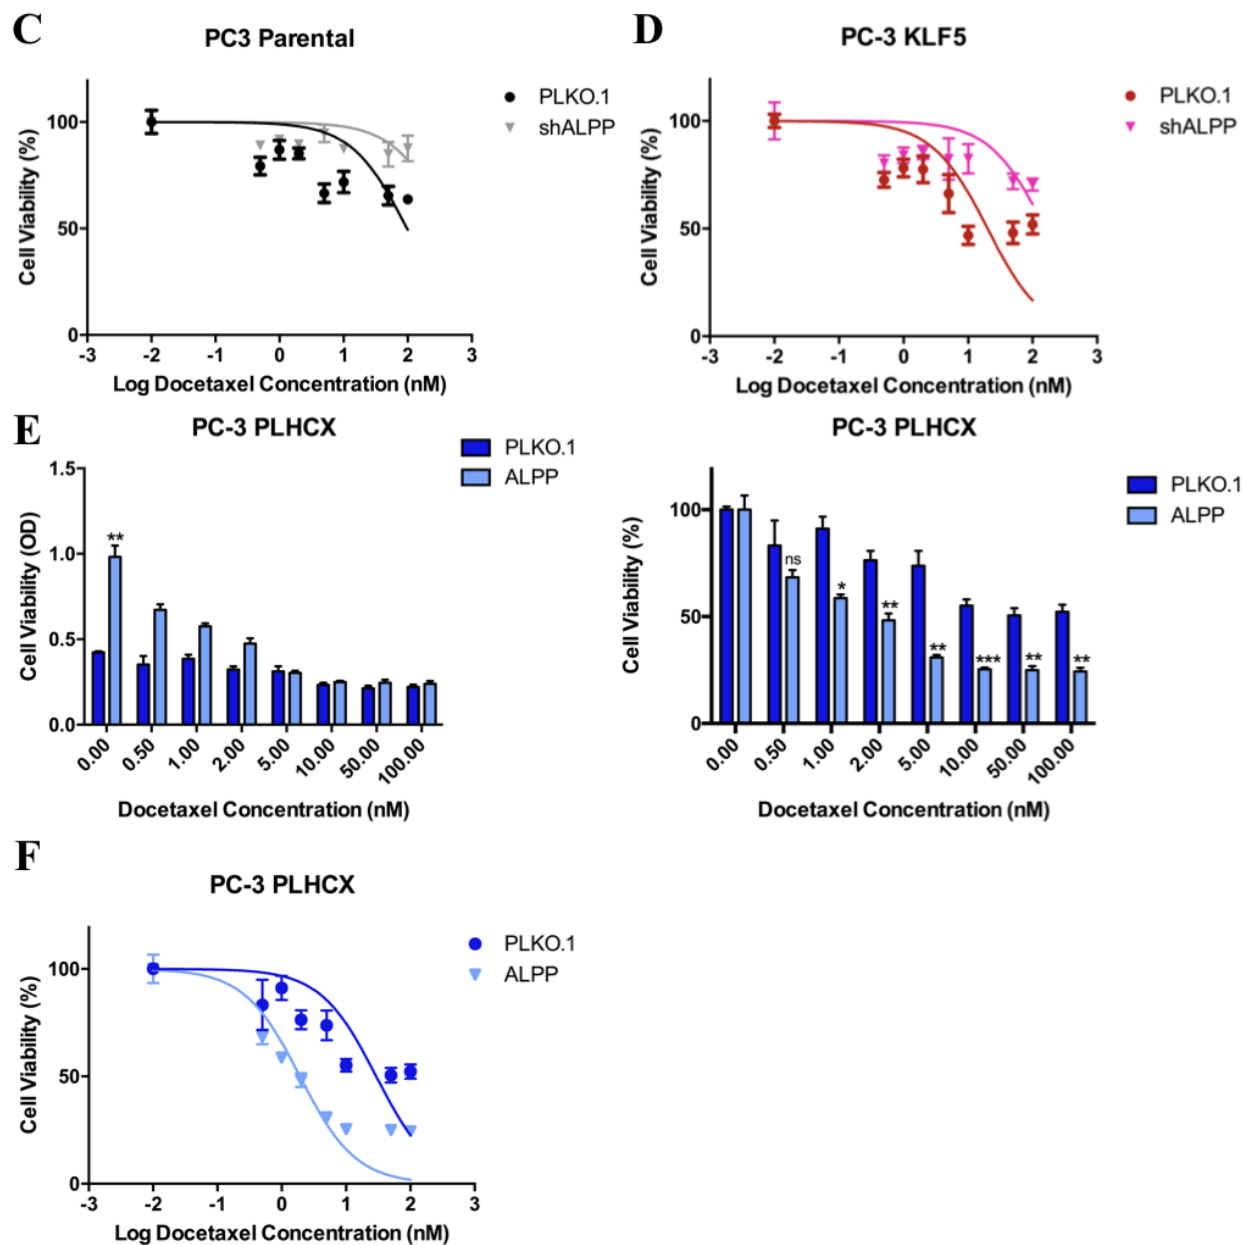 C
PC3 Parental
PLKO.1
shALPP
Cell Viability (%)
100
50
0
-3 -2 -1 0 1 2 3
Log Docetaxel Concentration (nM)
D
PC-3 KLF5
PLKO.1
shALPP
Cell Viability (%)
100
50
0
-3 -2 -1 0 1 2 3
Log Docetaxel Concentration (nM)
E
PC-3 PLHCX
PLKO.1
ALPP
Cell Viability (OD)
1.5
1.0
0.5
0.0
**
0.00 0.50 1.00 2.00 5.00 10.00 50.00 100.00
Docetaxel Concentration (nM)
PC-3 PLHCX
PLKO.1
ALPP
Cell Viability (%)
100
50
0
ns * ** ** *** ** **
0.00 0.50 1.00 2.00 5.00 10.00 50.00 100.00
Docetaxel Concentration (nM)
F
PC-3 PLHCX
PLKO.1
ALPP
Cell Viability (%)
100
50
0
-3 -2 -1 0 1 2 3
Log Docetaxel Concentration (nM)